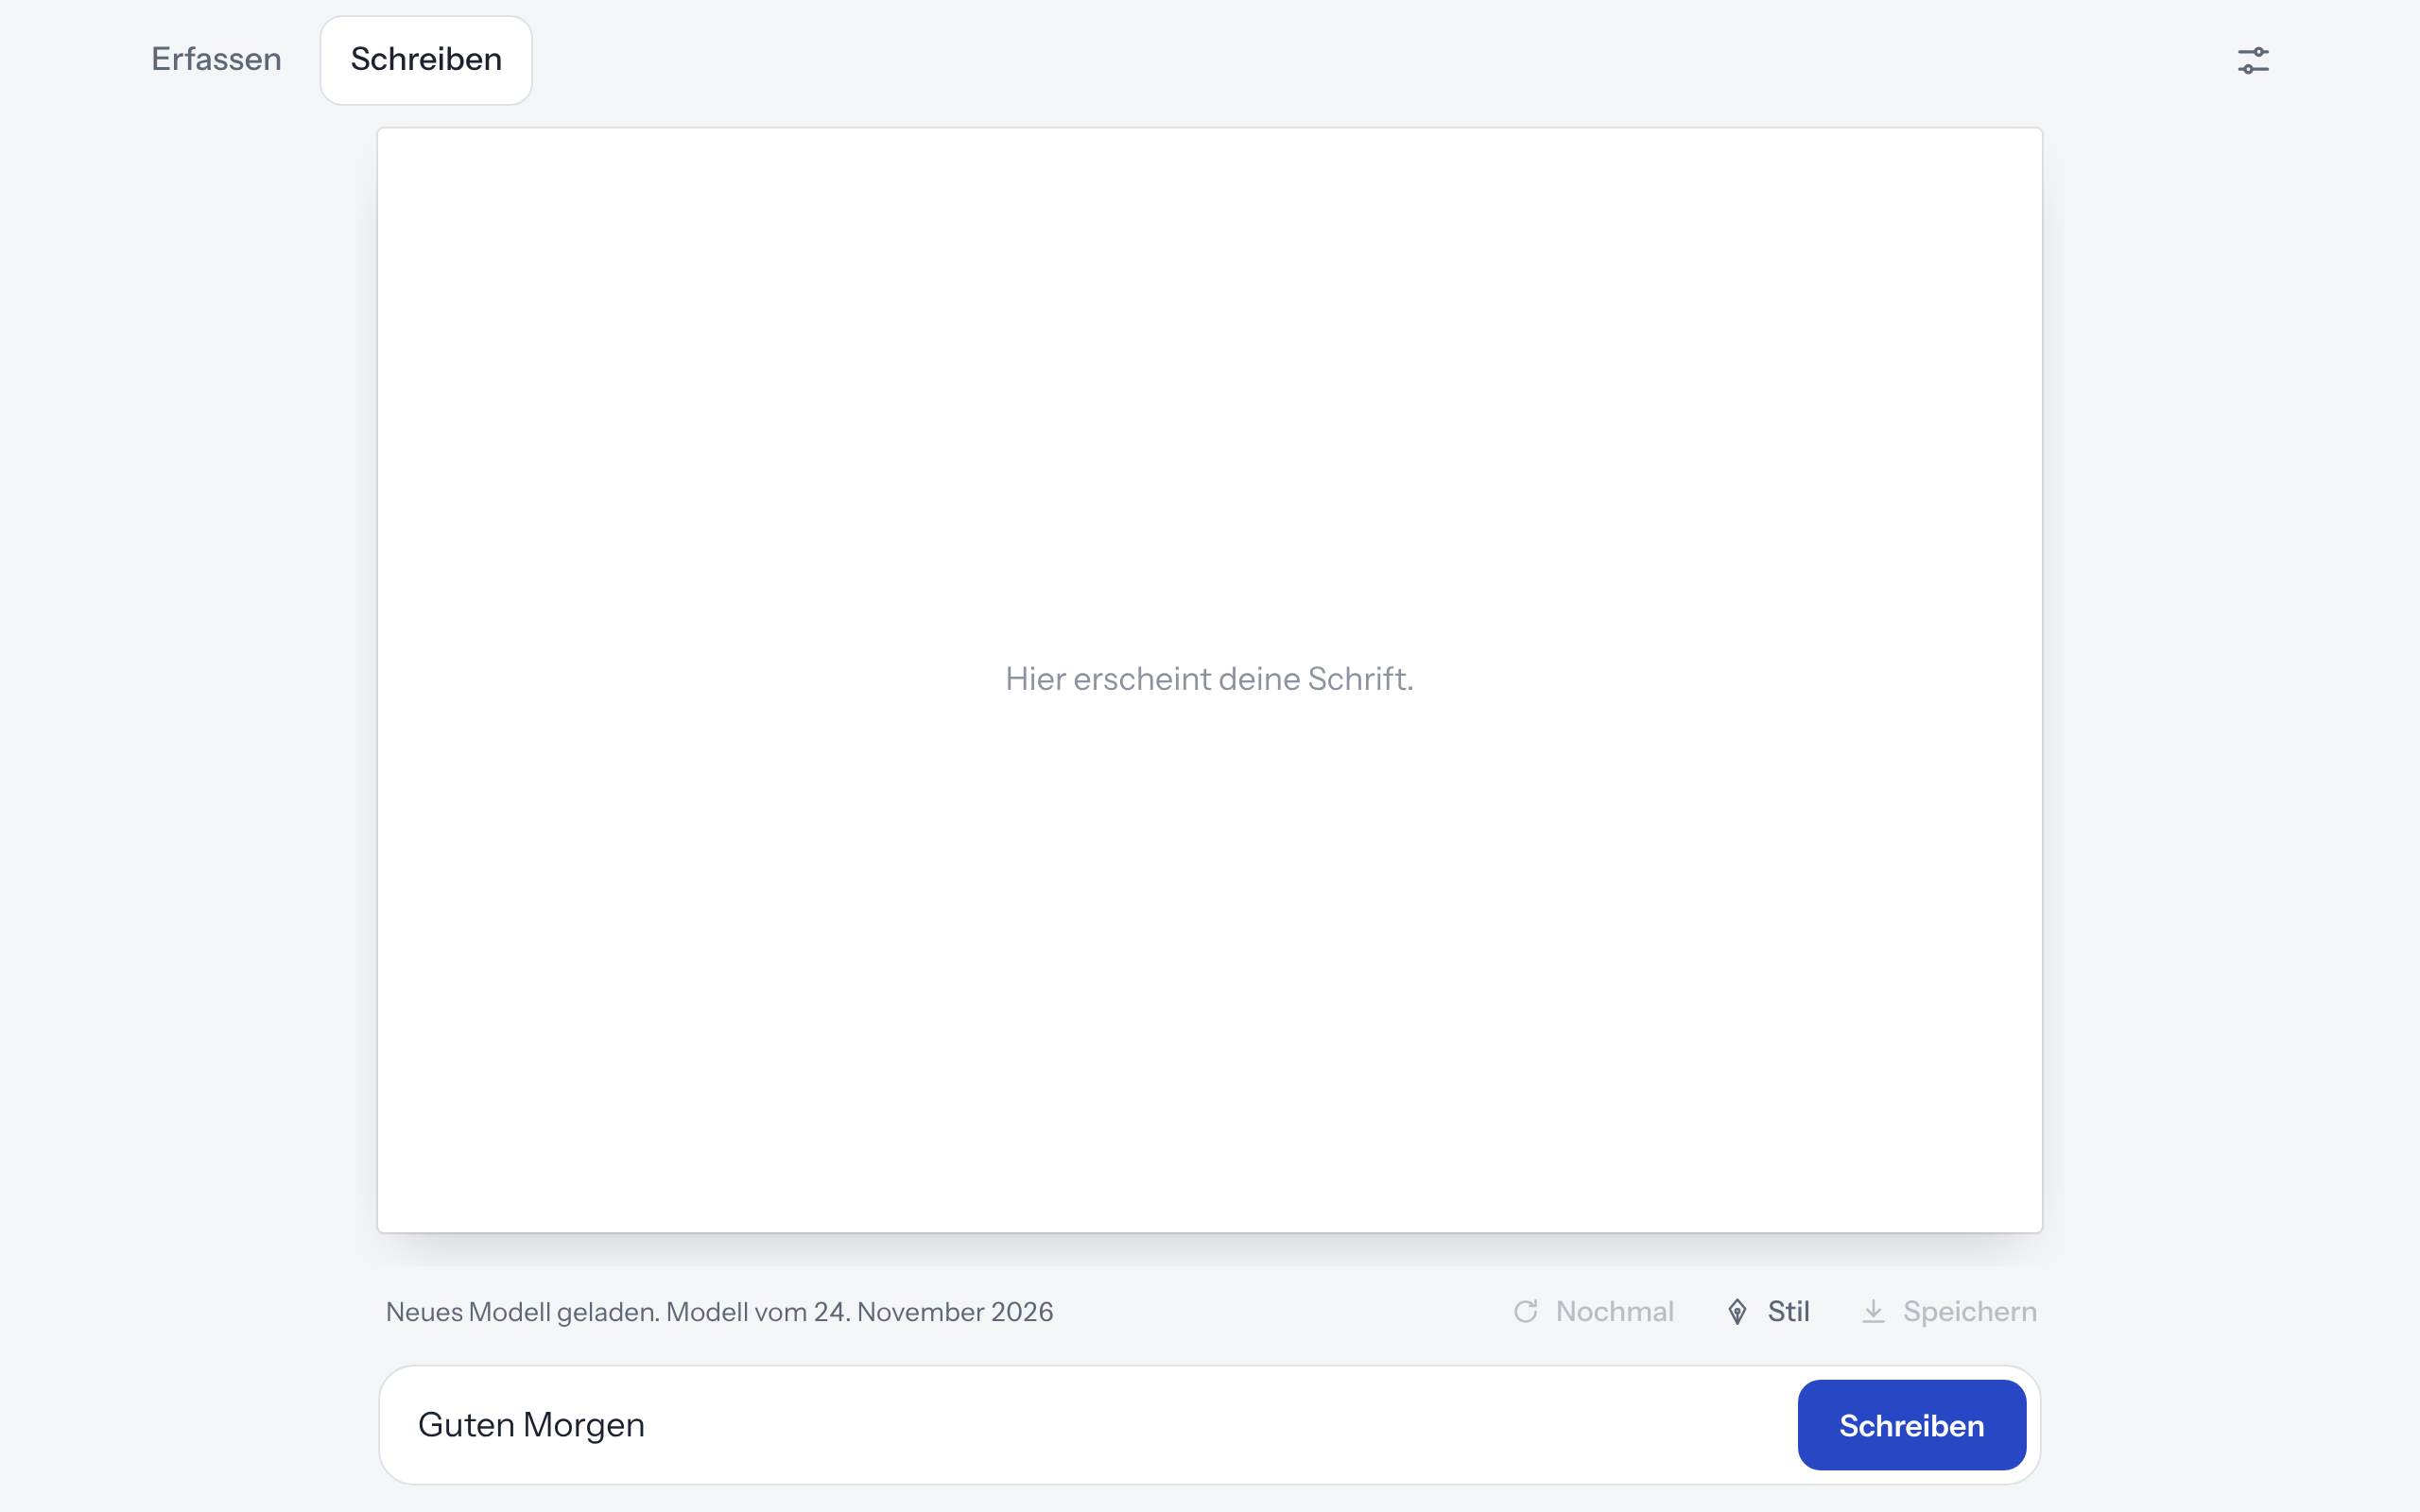 Erfassen Schreiben
Hier erscheint deine Schrift.
Neues Modell geladen. Modell vom 24. November 2026 Nochmal Stil Speichern
Guten Morgen Schreiben